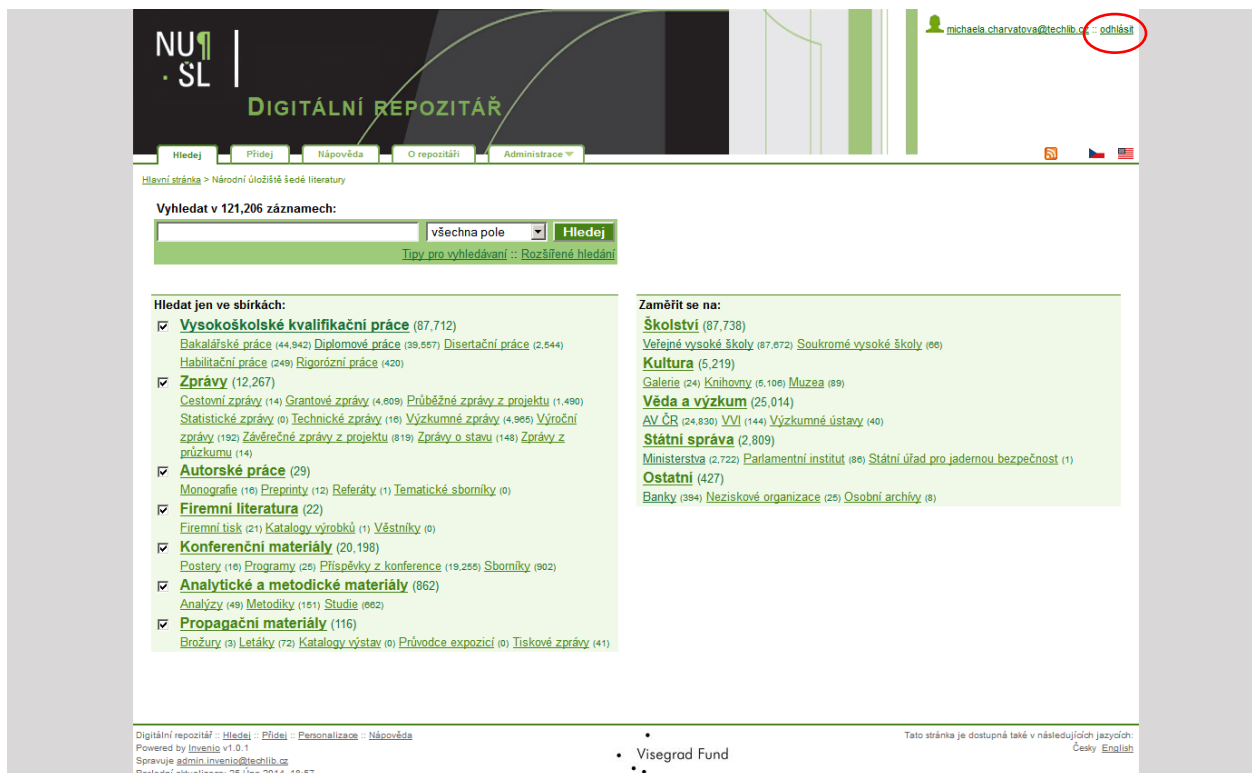 NU¶
· ŠL
DIGITÁLNÍ REPOZITÁŘ
michaela.charvatova@techlib.cz :: odhlásit
Hledej Přidej Nápověda O repozitáři Administrace
Hlavní stránka > Národní úložiště šedé literatury
Vyhledat v 121,206 záznamech:
všechna pole Hledej
Tipy pro vyhledávaní :: Rozšířené hledání
Hledat jen ve sbírkách:
Vysokoškolské kvalifikační práce (87,712)
Bakalářské práce (44,942) Diplomové práce (39,557) Disertační práce (2,544)
Habilitační práce (249) Rigorózní práce (420)
Zprávy (12,267)
Cestovní zprávy (14) Grantové zprávy (4,609) Průběžné zprávy z projektu (1,490)
Statistické zprávy (0) Technické zprávy (16) Výzkumné zprávy (4,965) Výroční
zprávy (192) Závěrečné zprávy z projektu (819) Zprávy o stavu (148) Zprávy z
průzkumu (14)
Autorské práce (29)
Monografie (16) Preprinty (12) Referáty (1) Tematické sborníky (0)
Firemní literatura (22)
Firemní tisk (21) Katalogy výrobků (1) Věstníky (0)
Konferenční materiály (20,198)
Postery (16) Programy (25) Příspěvky z konference (19,255) Sborníky (902)
Analytické a metodické materiály (862)
Analýzy (49) Metodiky (151) Studie (662)
Propagační materiály (116)
Brožury (3) Letáky (72) Katalogy výstav (0) Průvodce expozicí (0) Tiskové zprávy (41)
Zaměřit se na:
Školství (87,738)
Veřejné vysoké školy (87,672) Soukromé vysoké školy (66)
Kultura (5,219)
Galerie (24) Knihovny (5,106) Muzea (89)
Věda a výzkum (25,014)
AV ČR (24,830) VVI (144) Výzkumné ústavy (40)
Státní správa (2,809)
Ministerstva (2,722) Parlamentní institut (86) Státní úřad pro jadernou bezpečnost (1)
Ostatní (427)
Banky (394) Neziskové organizace (25) Osobní archívy (8)
Digitální repozitář :: Hledej :: Přidej :: Personalizace :: Nápověda
Powered by Invenio v1.0.1
Spravuje admin.invenio@techlib.cz
Poslední aktualizace: 25 Úno 2014, 18:57
Visegrad Fund
Tato stránka je dostupná také v následujících jazycích:
Česky English